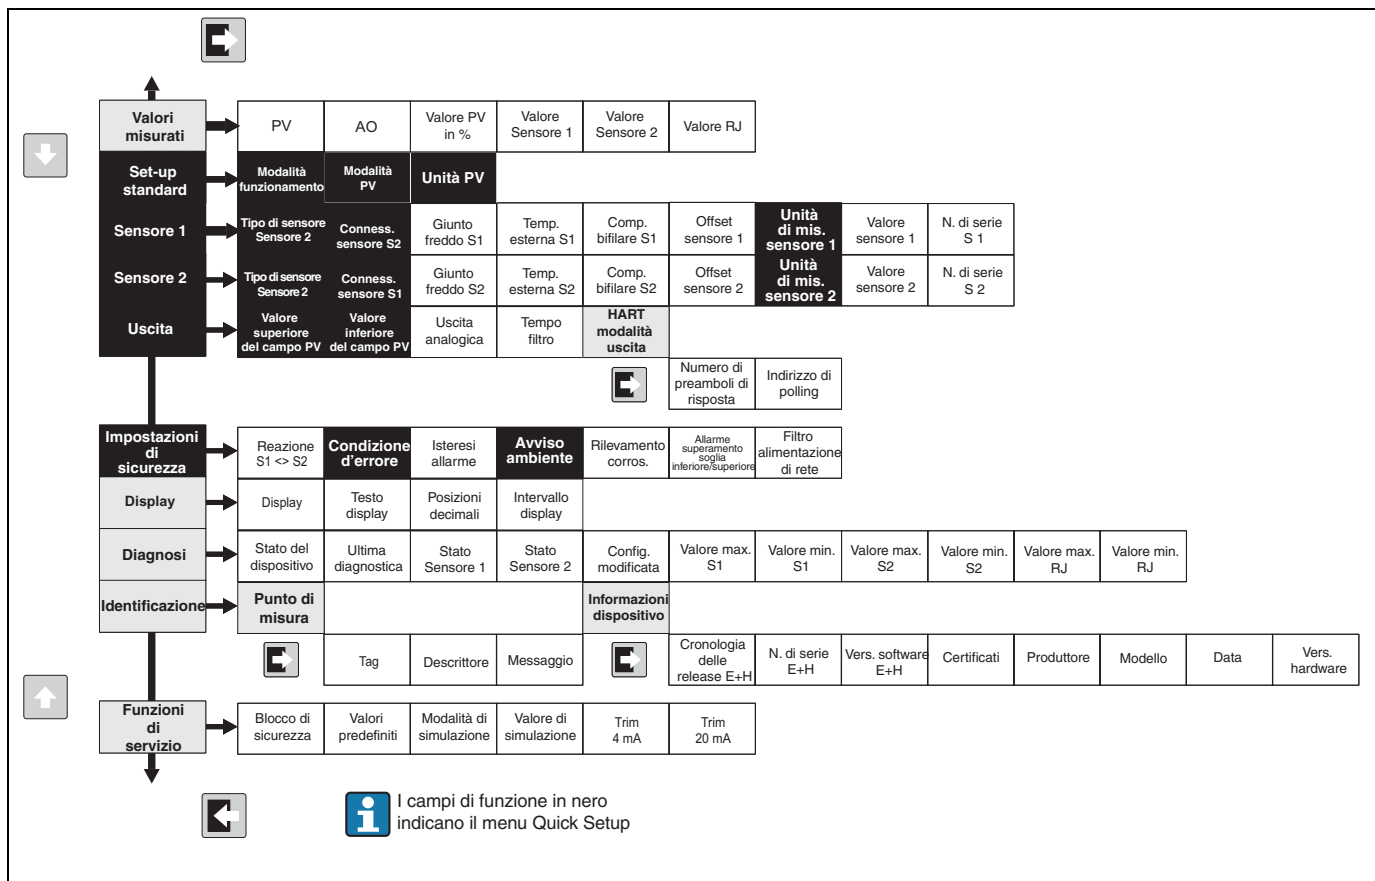 Valori
misurati
PV
AO
Valore PV
in %
Valore
Sensore 1
Valore
Sensore 2
Valore RJ
Set-up
standard
Modalità
funzionamento
Modalità
PV
Unità PV
Sensore 1
Tipo di sensore
Sensore 2
Conness.
sensore S2
Giunto
freddo S1
Temp.
esterna S1
Comp.
bifilare S1
Offset
sensore 1
Unità
di mis.
sensore 1
Valore
sensore 1
N. di serie
S 1
Sensore 2
Tipo di sensore
Sensore 2
Conness.
sensore S1
Giunto
freddo S2
Temp.
esterna S2
Comp.
bifilare S2
Offset
sensore 2
Unità
di mis.
sensore 2
Valore
sensore 2
N. di serie
S 2
Uscita
Valore
superiore
del campo PV
Valore
inferiore
del campo PV
Uscita
analogica
Tempo
filtro
HART
modalità
uscita
Numero di
preamboli di
risposta
Indirizzo di
polling
Impostazioni
di
sicurezza
Reazione
S1 <> S2
Condizione
d'errore
Isteresi
allarme
Avviso
ambiente
Rilevamento
corros.
Allarme
superamento
soglia
inferiore/superiore
Filtro
alimentazione
di rete
Display
Display
Testo
display
Posizioni
decimali
Intervallo
display
Diagnosi
Stato del
dispositivo
Ultima
diagnostica
Stato
Sensore 1
Stato
Sensore 2
Config.
modificata
Valore max.
S1
Valore min.
S1
Valore max.
S2
Valore min.
S2
Valore max.
RJ
Valore min.
RJ
Identificazione
Punto di
misura
Informazioni
dispositivo
Tag
Descrittore
Messaggio
Cronologia
delle
release E+H
N. di serie
E+H
Vers. software
E+H
Certificati
Produttore
Modello
Data
Vers.
hardware
Funzioni
di
servizio
Blocco di
sicurezza
Valori
predefiniti
Modalità di
simulazione
Valore di
simulazione
Trim
4 mA
Trim
20 mA
I campi di funzione in nero
indicano il menu Quick Setup